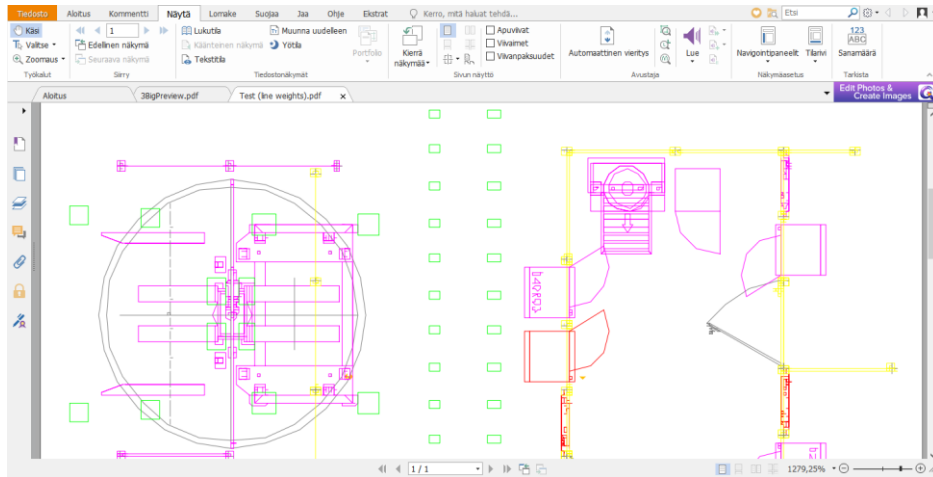 Tiedosto Aloitus Kommentti Näytä Lomake Suojaa Jaa Ohje Ekstrat Kerro, mitä haluat tehdä... Etsi
Käsi 1 Lukutila Muunna uudelleen Apuviivat 123
Valitse Edellinen näkymä Käänteinen näkymä Yötila Portfolio Kierrä näkymää Viivaimet Automaattinen vieritys Lue Navigointipaneelit Tilarivi ABC Sanamäärä
Zoomaus Seuraava näkymä Tekstitila Viivanpaksuudet
Työkalut Siirry Tiedostonäkymät Sivun näyttö Avustaja Näkymäasetus Tarkista
Aloitus 3BigPreview.pdf Test (line weights).pdf x Edit Photos &
Create Images
1 / 1 1279,25%